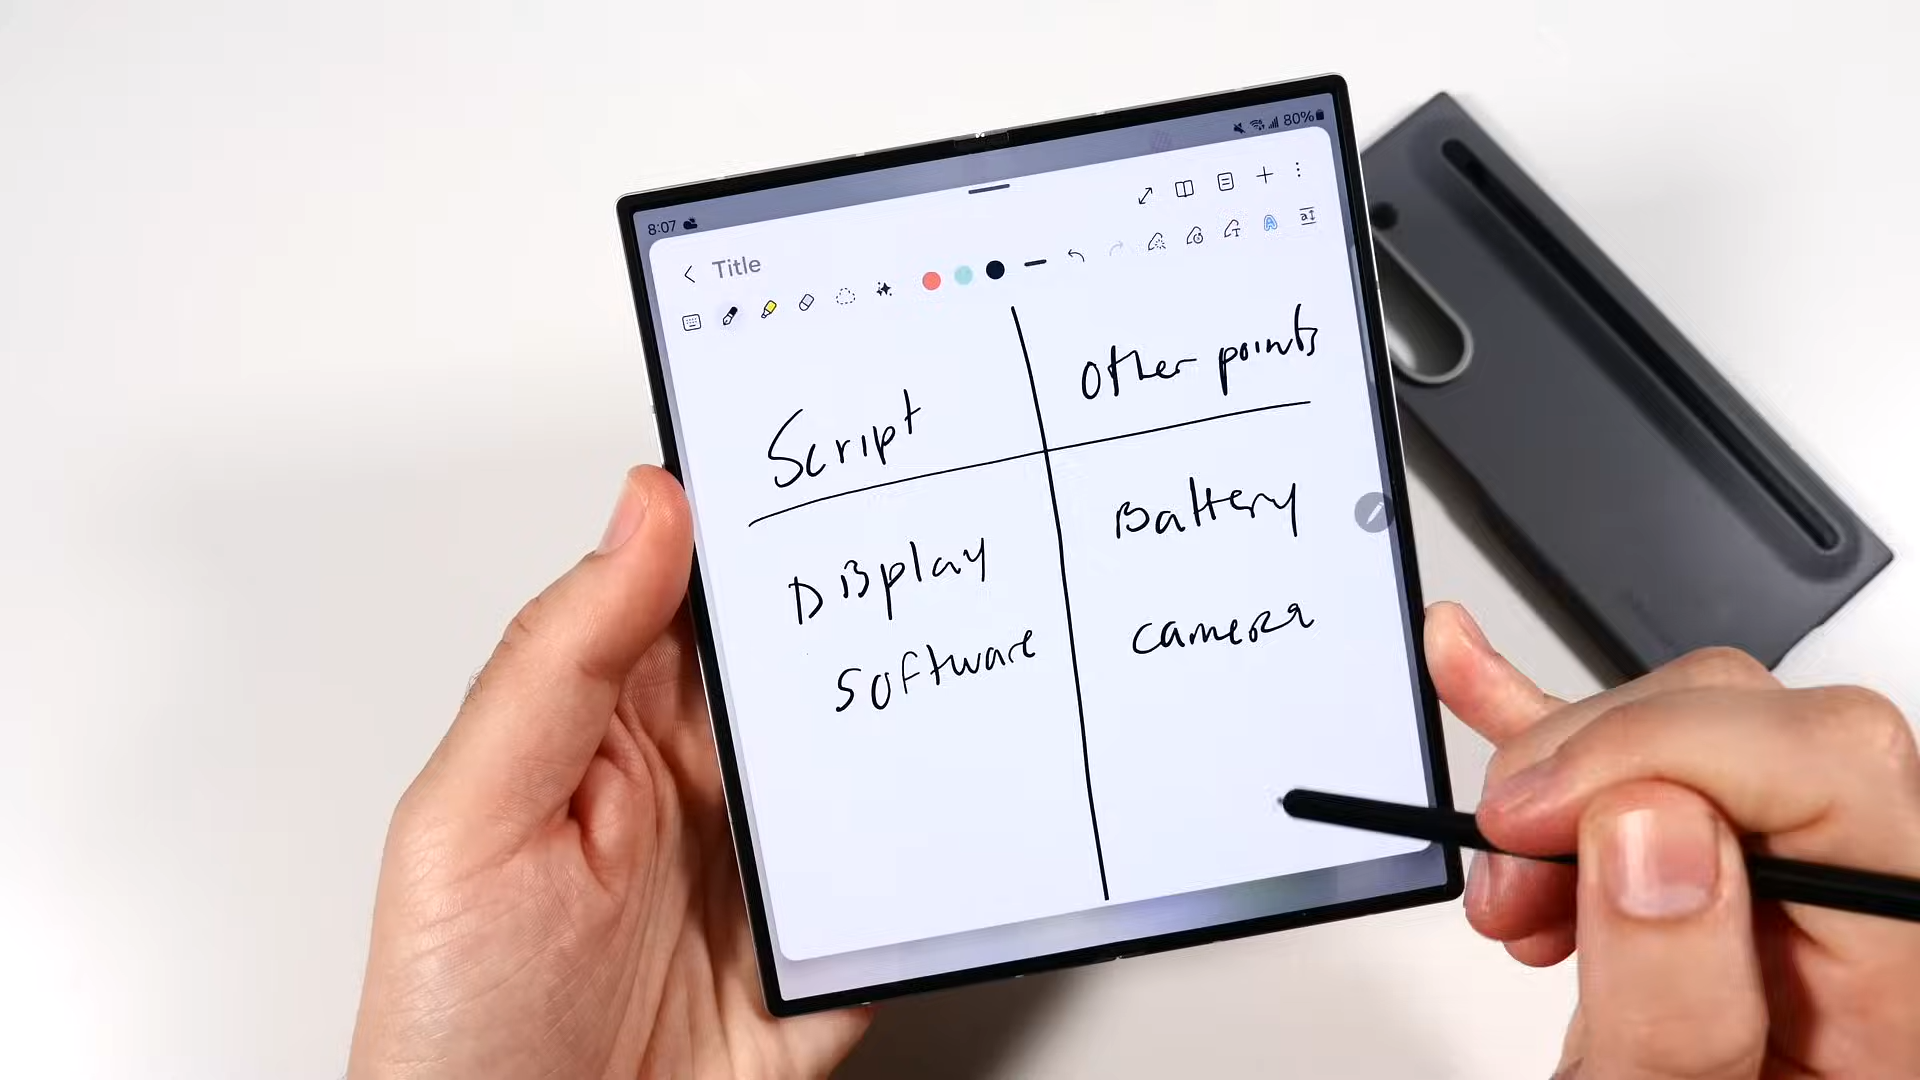 8:07 80%
Title
Script Other points
Display Battery
Software Camera